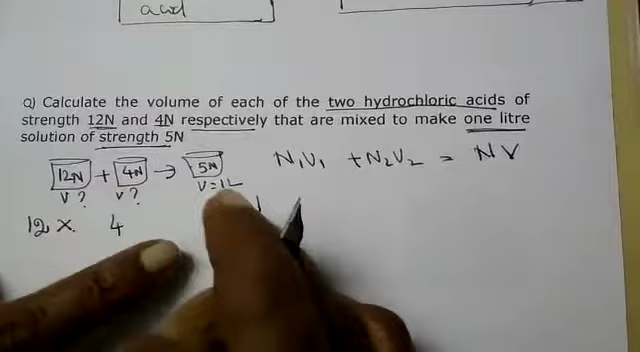 acid
Q) Calculate the volume of each of the two hydrochloric acids of
strength 12N and 4N respectively that are mixed to make one litre
solution of strength 5N
12N + 4N → 5N N₁V₁ + N₂V₂ = NV
V ? V ? V=1L
12 x 4